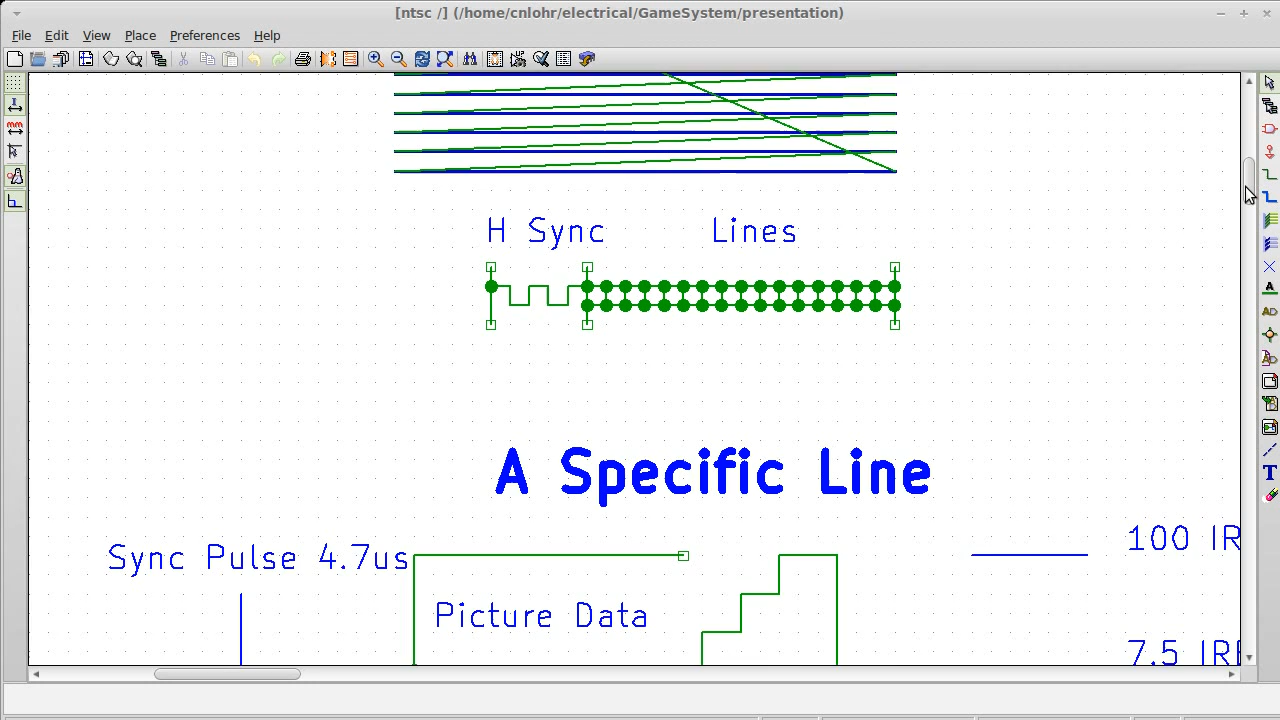 [ntsc /] (/home/cnlohr/electrical/GameSystem/presentation)
File Edit View Place Preferences Help
H Sync Lines
A Specific Line
Sync Pulse 4.7us
100 IR
Picture Data
7.5 IR